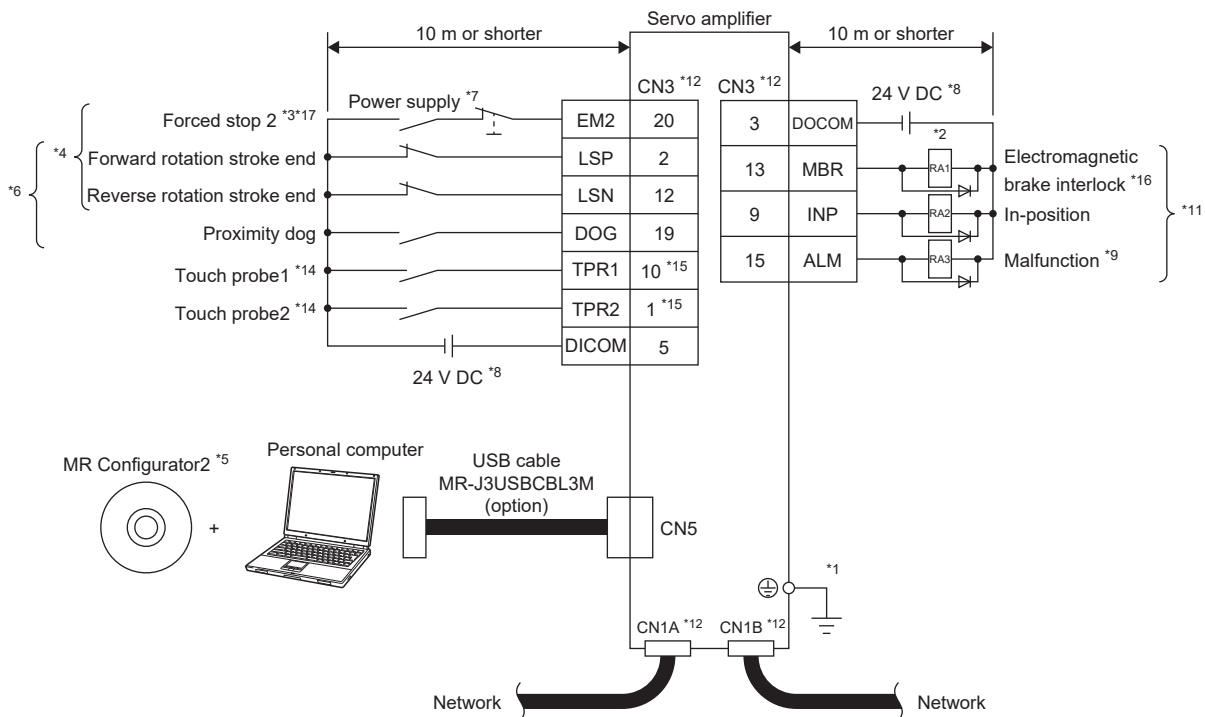 Servo amplifier
10 m or shorter
10 m or shorter
CN3 *12
CN3 *12
24 V DC *8
Power supply *7
Forced stop 2 *3*17
EM2 20
3 DOCOM
*2
*4
Forward rotation stroke end
LSP 2
13 MBR
RA1
Electromagnetic
brake interlock *16
*6
Reverse rotation stroke end
LSN 12
9 INP
RA2
In-position
*11
Proximity dog
DOG 19
15 ALM
RA3
Malfunction *9
Touch probe1 *14
TPR1 10 *15
Touch probe2 *14
TPR2 1 *15
DICOM 5
24 V DC *8
MR Configurator2 *5
Personal computer
USB cable
MR-J3USBCBL3M
(option)
+
CN5
*1
CN1A *12
CN1B *12
Network
Network